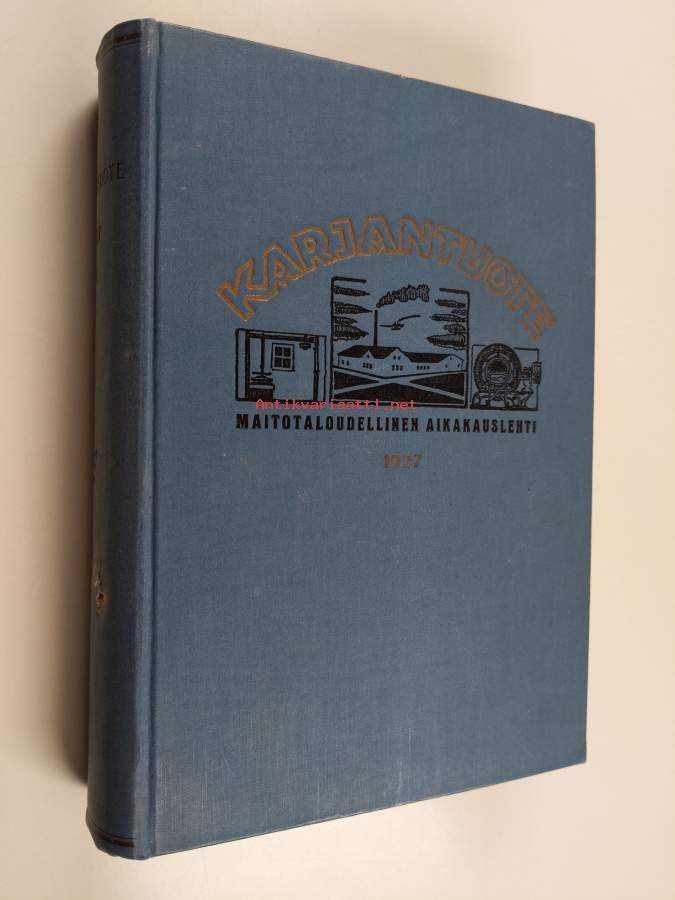 KARJANTUOTE
Antikvariaatti.net
MAITOTALOUDELLINEN AIKAKAUSLEHTI
1927